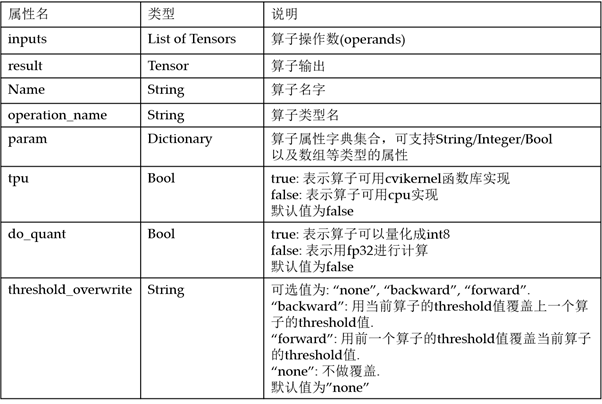 属性名 类型 说明
inputs List of Tensors 算子操作数(operands)
result Tensor 算子输出
Name String 算子名字
operation_name String 算子类型名
param Dictionary 算子属性字典集合，可支持String/Integer/Bool
以及数组等类型的属性
tpu Bool true: 表示算子可用cvikernel函数库实现
false: 表示算子可用cpu实现
默认值为false
do_quant Bool true: 表示算子可以量化成int8
false: 表示用fp32进行计算
默认值为false
threshold_overwrite String 可选值为: “none”, “backward”, “forward”.
“backward”: 用当前算子的threshold值覆盖上一个算
子的threshold值.
“forward”: 用前一个算子的threshold值覆盖当前算子
的threshold值.
“none”: 不做覆盖.
默认值为”none”